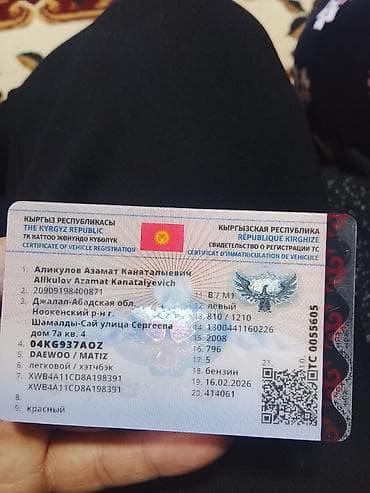 КЫРГЫЗ РЕСПУБЛИКАСЫ
THE KYRGYZ REPUBLIC
ТК КАТТОО ЖӨНҮНДӨ КҮБӨЛҮК
CERTIFICATE OF VEHICLE REGISTRATION
КЫРГЫЗСКАЯ РЕСПУБЛИКА
RÉPUBLIQUE KIRGHIZE
СВИДЕТЕЛЬСТВО О РЕГИСТРАЦИИ ТС
CERTIFICAT D'IMMATRICULATION DE VEHICULE
1. Аликулов Азамат Канаталыевич
Alikulov Azamat Kanatalyevich
2. 20909198400871
3. Джалал-Абадская обл.
Ноокенский р-н г.
Шамалды-Сай улица Сергеева
дом 7а кв. 4
4. 04KG937AOZ
5. DAEWOO / MATIZ
6. легковой / хэтчбэк
7. XWB4A11CD8A198391
XWB4A11CD8A198391
8.
9. красный
11. B / M1
12. левый
13. 810 / 1210
14. 1300441160226
15. 2008
16. 796
17. 5
18. бензин
19. 16.02.2026
20. 414061
21.
TC 0055605